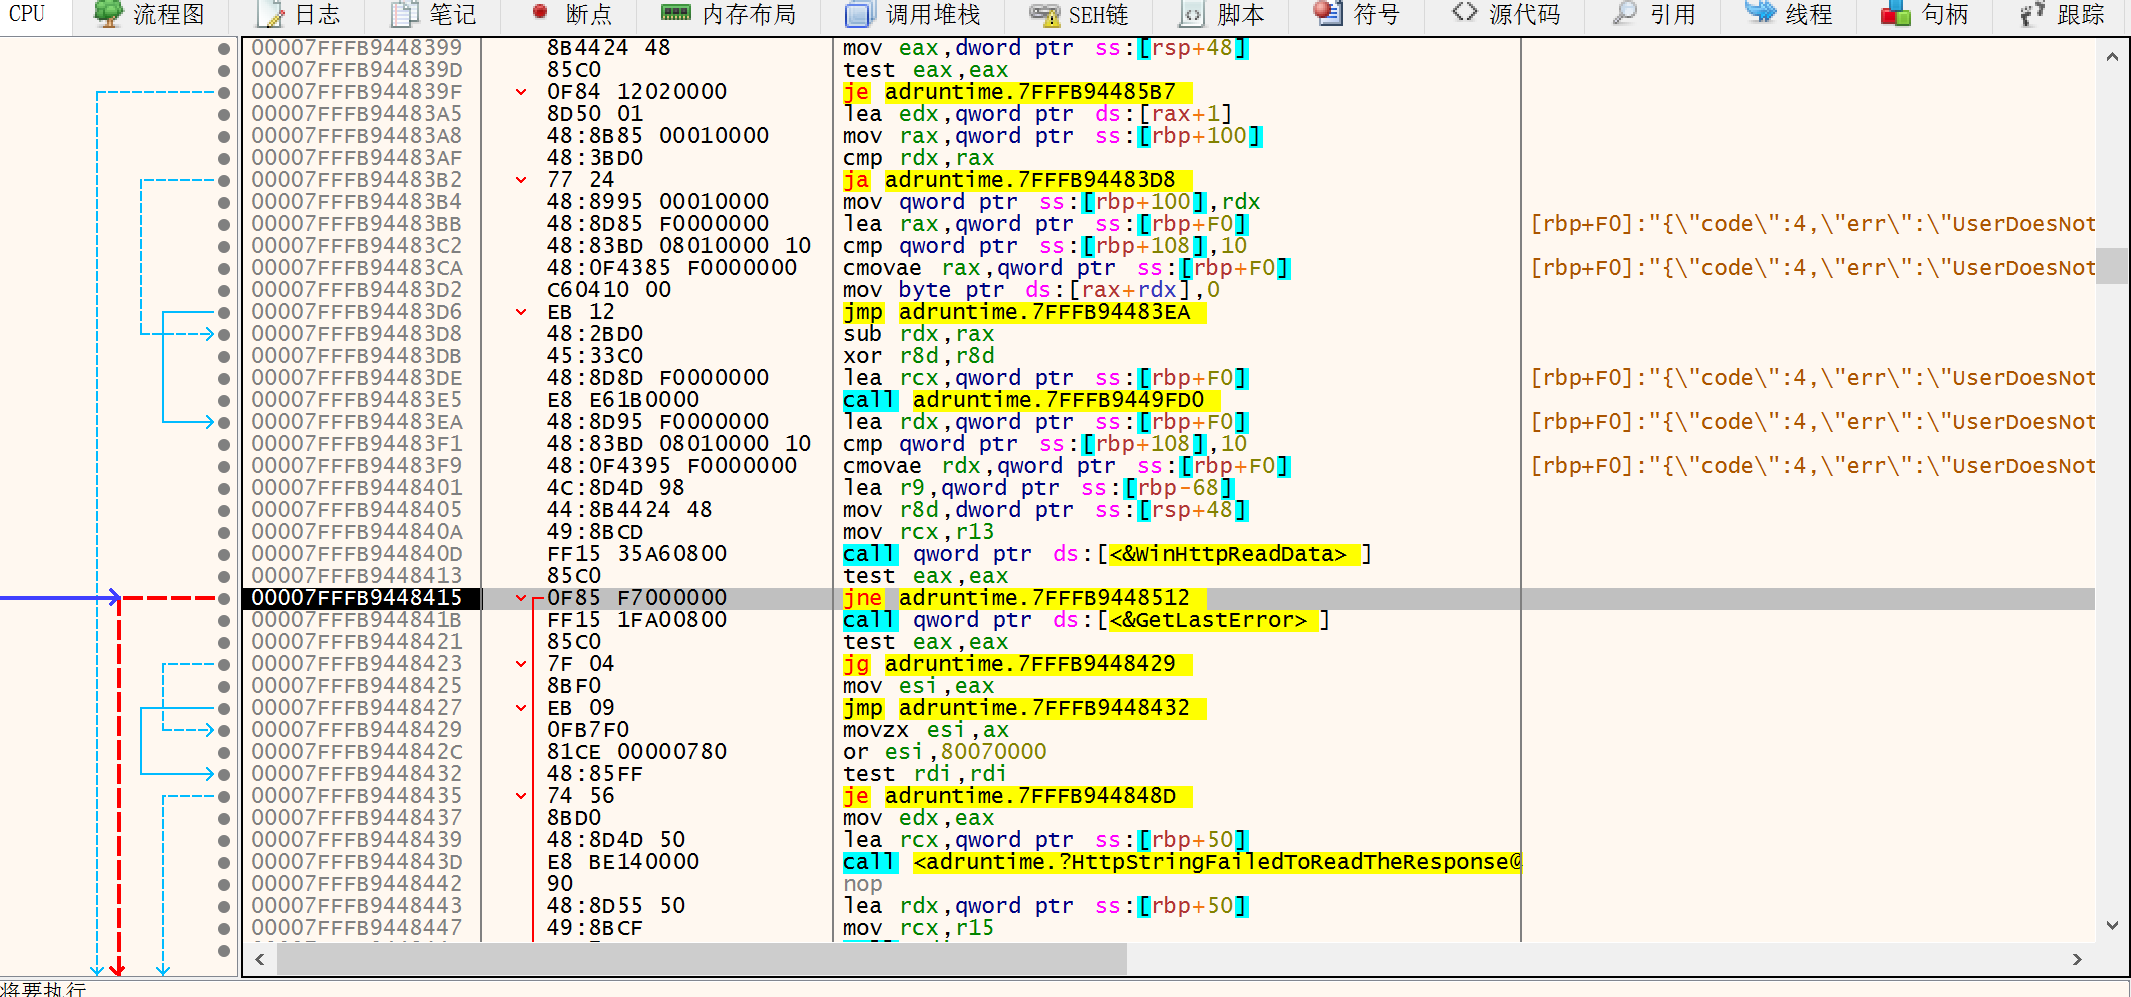 CPU 流程图 日志 笔记 断点 内存布局 调用堆栈 SEH链 脚本 符号 源代码 引用 线程 句柄 跟踪
00007FFFB9448399 8B4424 48 mov eax,dword ptr ss:[rsp+48]
00007FFFB944839D 85C0 test eax,eax
00007FFFB944839F 0F84 12020000 je adruntime.7FFFB94485B7
00007FFFB94483A5 8D50 01 lea edx,qword ptr ds:[rax+1]
00007FFFB94483A8 48:8B85 00010000 mov rax,qword ptr ss:[rbp+100]
00007FFFB94483AF 48:3BD0 cmp rdx,rax
00007FFFB94483B2 77 24 ja adruntime.7FFFB94483D8
00007FFFB94483B4 48:8995 00010000 mov qword ptr ss:[rbp+100],rdx
00007FFFB94483BB 48:8D85 F0000000 lea rax,qword ptr ss:[rbp+F0] [rbp+F0]:"{\"code\":4,\"err\":\"UserDoesNot
00007FFFB94483C2 48:83BD 08010000 10 cmp qword ptr ss:[rbp+108],10
00007FFFB94483CA 48:0F4385 F0000000 cmovae rax,qword ptr ss:[rbp+F0] [rbp+F0]:"{\"code\":4,\"err\":\"UserDoesNot
00007FFFB94483D2 C60410 00 mov byte ptr ds:[rax+rdx],0
00007FFFB94483D6 EB 12 jmp adruntime.7FFFB94483EA
00007FFFB94483D8 48:2BD0 sub rdx,rax
00007FFFB94483DB 45:33C0 xor r8d,r8d
00007FFFB94483DE 48:8D8D F0000000 lea rcx,qword ptr ss:[rbp+F0] [rbp+F0]:"{\"code\":4,\"err\":\"UserDoesNot
00007FFFB94483E5 E8 E61B0000 call adruntime.7FFFB9449FD0
00007FFFB94483EA 48:8D95 F0000000 lea rdx,qword ptr ss:[rbp+F0] [rbp+F0]:"{\"code\":4,\"err\":\"UserDoesNot
00007FFFB94483F1 48:83BD 08010000 10 cmp qword ptr ss:[rbp+108],10
00007FFFB94483F9 48:0F4395 F0000000 cmovae rdx,qword ptr ss:[rbp+F0] [rbp+F0]:"{\"code\":4,\"err\":\"UserDoesNot
00007FFFB9448401 4C:8D4D 98 lea r9,qword ptr ss:[rbp-68]
00007FFFB9448405 44:8B4424 48 mov r8d,dword ptr ss:[rsp+48]
00007FFFB944840A 49:8BCD mov rcx,r13
00007FFFB944840D FF15 35A60800 call qword ptr ds:[<&WinHttpReadData>]
00007FFFB9448413 85C0 test eax,eax
00007FFFB9448415 0F85 F7000000 jne adruntime.7FFFB9448512
00007FFFB944841B FF15 1FA00800 call qword ptr ds:[<&GetLastError>]
00007FFFB9448421 85C0 test eax,eax
00007FFFB9448423 7F 04 jg adruntime.7FFFB9448429
00007FFFB9448425 8BF0 mov esi,eax
00007FFFB9448427 EB 09 jmp adruntime.7FFFB9448432
00007FFFB9448429 0FB7F0 movzx esi,ax
00007FFFB944842C 81CE 00000780 or esi,80070000
00007FFFB9448432 48:85FF test rdi,rdi
00007FFFB9448435 74 56 je adruntime.7FFFB944848D
00007FFFB9448437 8BD0 mov edx,eax
00007FFFB9448439 48:8D4D 50 lea rcx,qword ptr ss:[rbp+50]
00007FFFB944843D E8 BE140000 call <adruntime.?HttpStringFailedToReadTheResponse@
00007FFFB9448442 90 nop
00007FFFB9448443 48:8D55 50 lea rdx,qword ptr ss:[rbp+50]
00007FFFB9448447 49:8BCF mov rcx,r15
将要执行